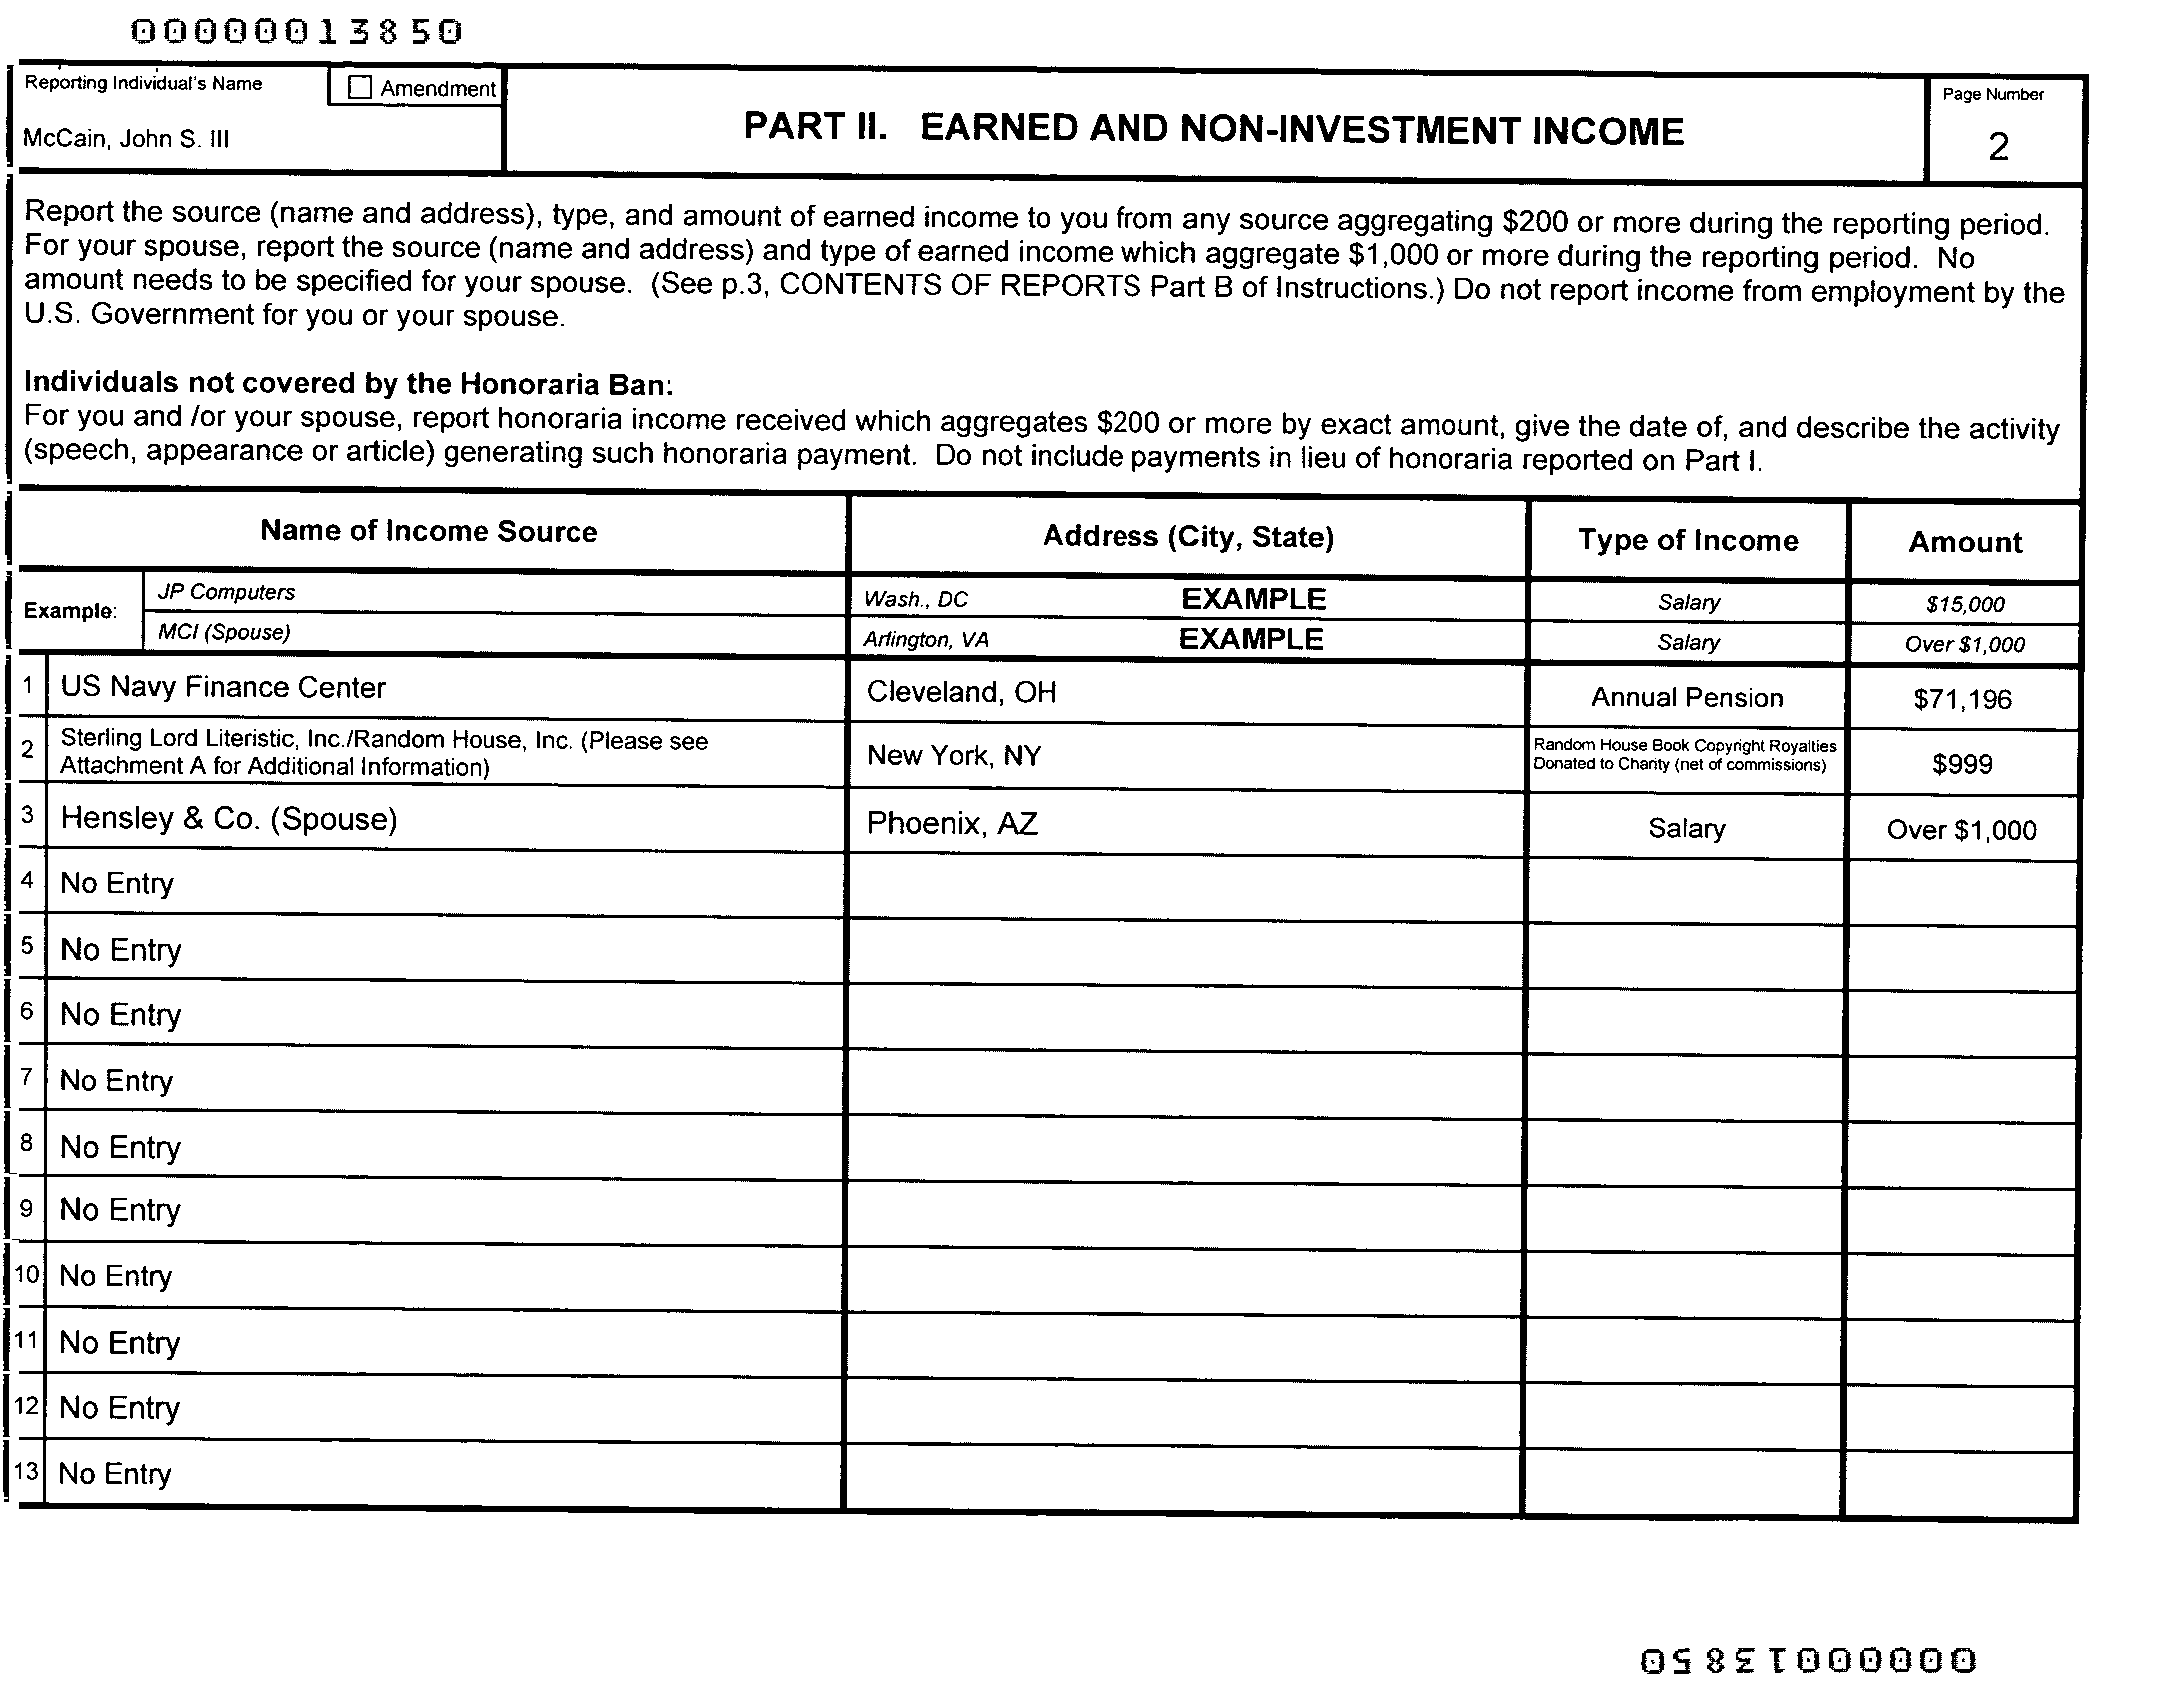 00000013850
Reporting Individual's Name
Amendment
McCain, John S. III
PART II. EARNED AND NON-INVESTMENT INCOME
Page Number
2
Report the source (name and address), type, and amount of earned income to you from any source aggregating $200 or more during the reporting period.
For your spouse, report the source (name and address) and type of earned income which aggregate $1,000 or more during the reporting period. No
amount needs to be specified for your spouse. (See p.3, CONTENTS OF REPORTS Part B of Instructions.) Do not report income from employment by the
U.S. Government for you or your spouse.
Individuals not covered by the Honoraria Ban:
For you and /or your spouse, report honoraria income received which aggregates $200 or more by exact amount, give the date of, and describe the activity
(speech, appearance or article) generating such honoraria payment. Do not include payments in lieu of honoraria reported on Part I.
Name of Income Source Address (City, State) Type of Income Amount
Example:
JP Computers Wash., DC EXAMPLE Salary $15,000
MCI (Spouse) Arlington, VA EXAMPLE Salary Over $1,000
1 US Navy Finance Center Cleveland, OH Annual Pension $71,196
2 Sterling Lord Literistic, Inc./Random House, Inc. (Please see
Attachment A for Additional Information)
New York, NY
Random House Book Copyright Royalties
Donated to Charity (net of commissions)
$999
3 Hensley & Co. (Spouse) Phoenix, AZ Salary Over $1,000
4 No Entry
5 No Entry
6 No Entry
7 No Entry
8 No Entry
9 No Entry
10 No Entry
11 No Entry
12 No Entry
13 No Entry
00000013850